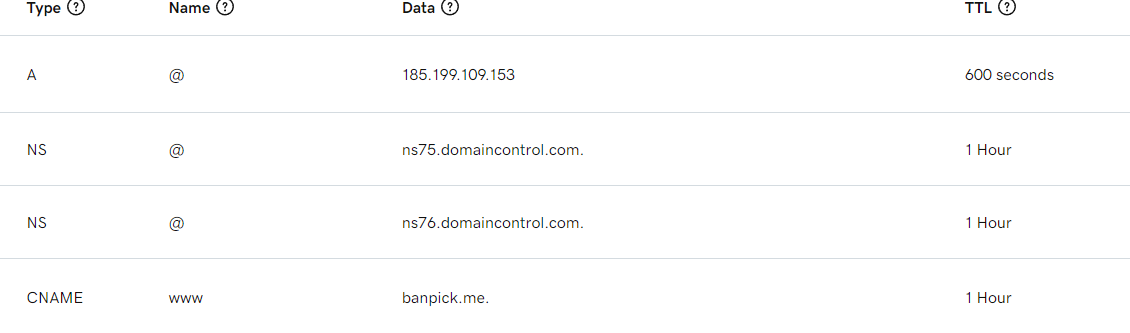 Type ? Name ? Data ? TTL ?
A @ 185.199.109.153 600 seconds
NS @ ns75.domaincontrol.com. 1 Hour
NS @ ns76.domaincontrol.com. 1 Hour
CNAME www banpick.me. 1 Hour